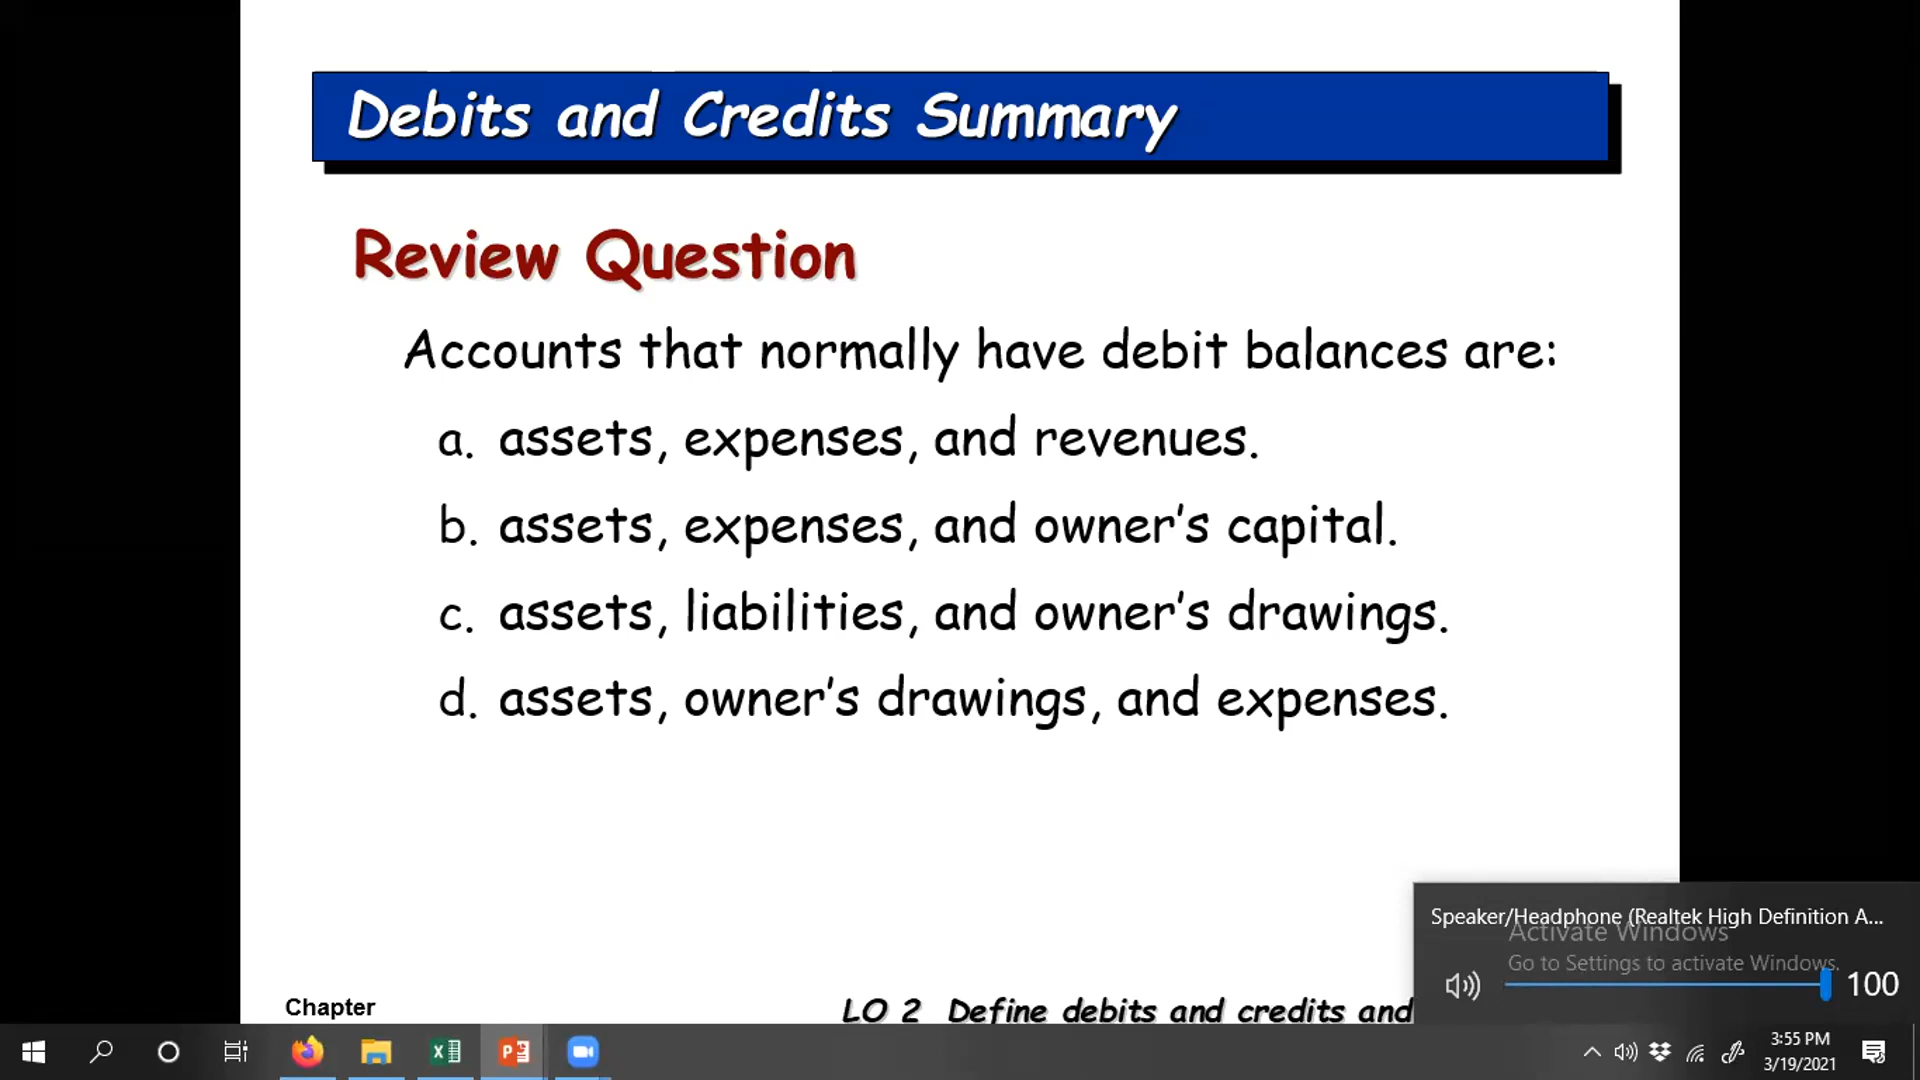 Debits and Credits Summary
Review Question
Accounts that normally have debit balances are:
a. assets, expenses, and revenues.
b. assets, expenses, and owner’s capital.
c. assets, liabilities, and owner’s drawings.
d. assets, owner’s drawings, and expenses.
Speaker/Headphone (Realtek High Definition A...
Activate Windows
Go to Settings to activate Windows.
100
Chapter
LO 2 Define debits and credits and
3:55 PM
3/19/2021